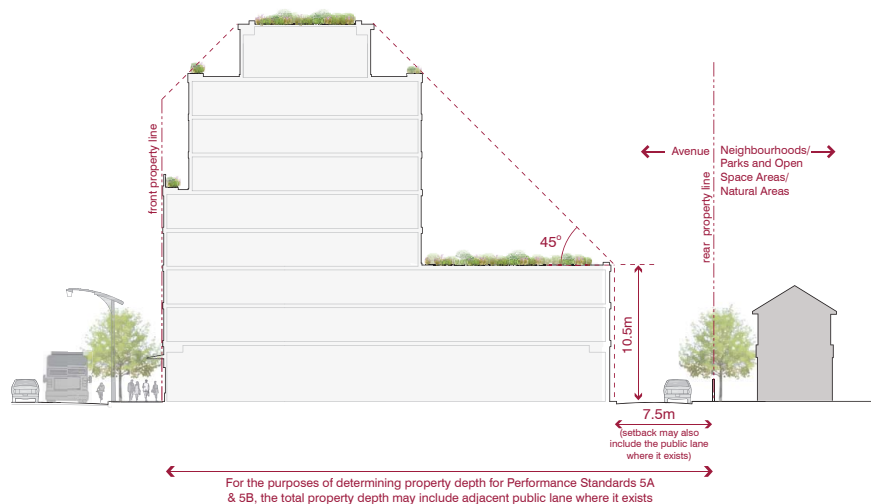 front property line
45°
10.5m
7.5m
(setback may also
include the public lane
where it exists)
rear property line
Avenue
Neighbourhoods/
Parks and Open
Space Areas/
Natural Areas
For the purposes of determining property depth for Performance Standards 5A
& 5B, the total property depth may include adjacent public lane where it exists